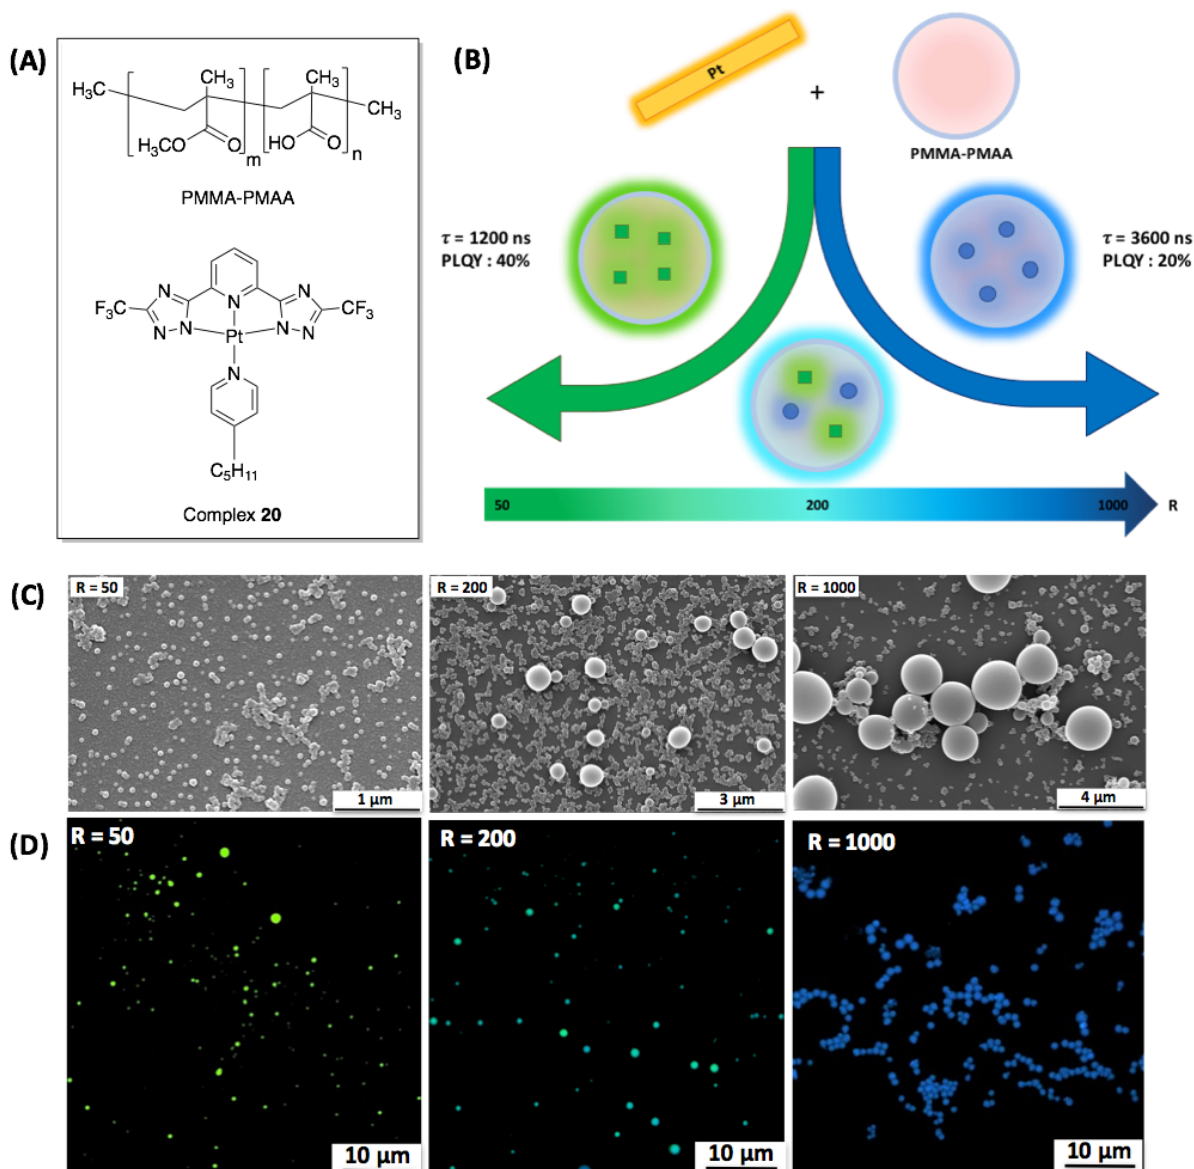 (A)
H₃C
CH₃
CH₃
CH₃
H₃CO
O
m
HO
O
n
PMMA-PMAA
N
N
F₃C
N
CF₃
N
N
N
N
Pt
N
C₅H₁₁
Complex 20
(B)
Pt
+
PMMA-PMAA
τ = 1200 ns
PLQY : 40%
τ = 3600 ns
PLQY : 20%
50
200
1000
R
(C)
R = 50
1 µm
R = 200
3 µm
R = 1000
4 µm
(D)
R = 50
10 µm
R = 200
10 µm
R = 1000
10 µm